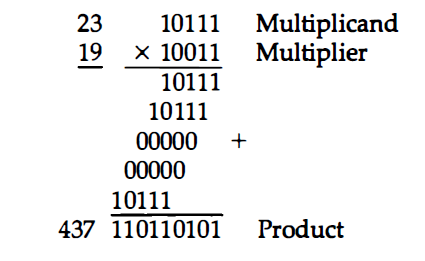 23 10111 Multiplicand
19 × 10011 Multiplier
10111
10111
00000 +
00000
10111
437 110110101 Product